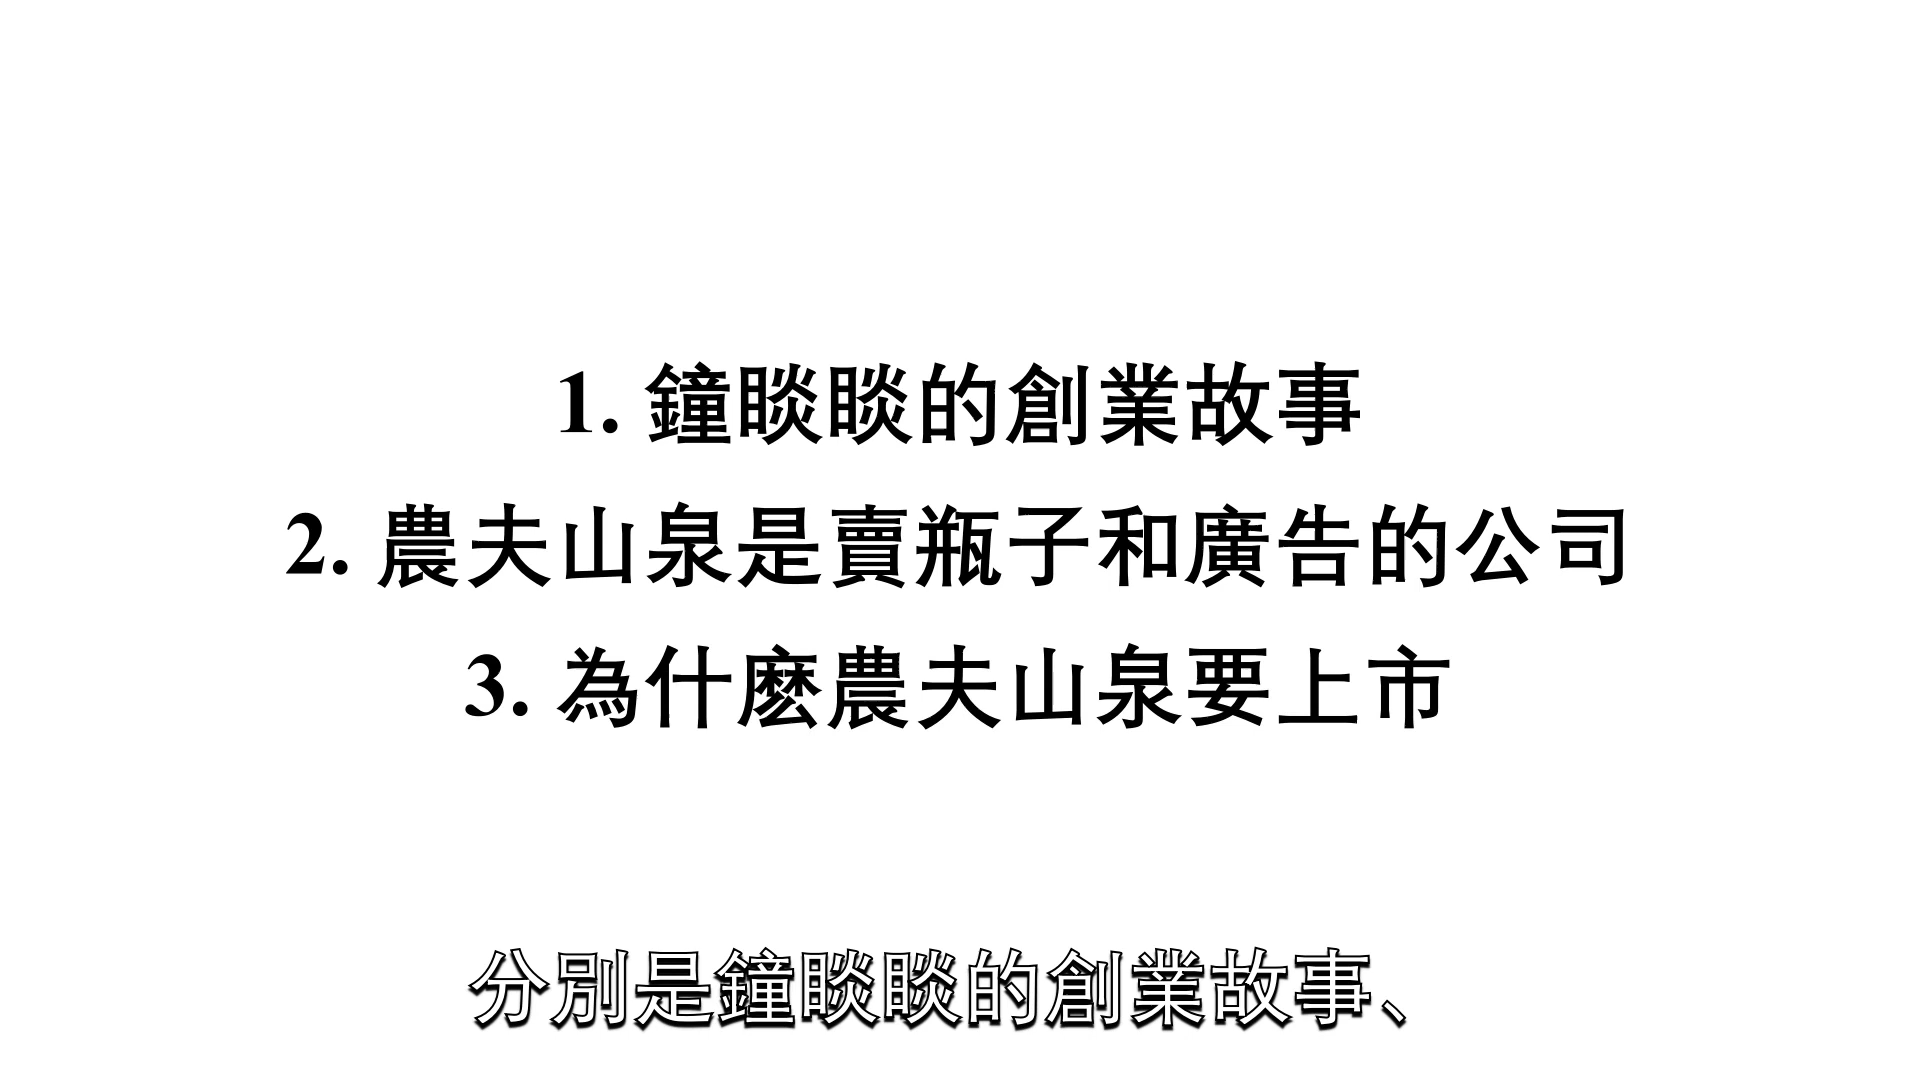 1. 鐘睒睒的創業故事
2. 農夫山泉是賣瓶子和廣告的公司
3. 為什麽農夫山泉要上市
分別是鐘睒睒的創業故事、